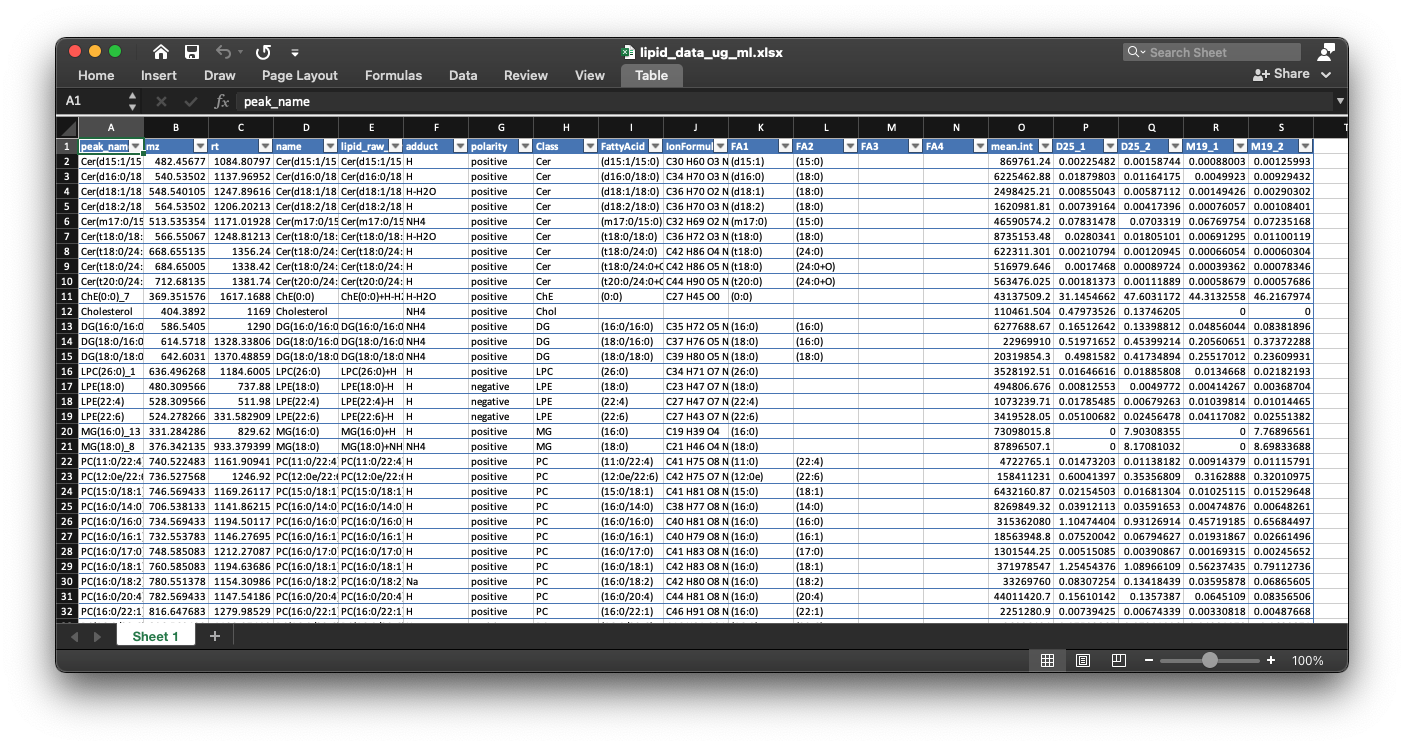 lipid_data_ug_ml.xlsx
Search Sheet
Home Insert Draw Page Layout Formulas Data Review View Table
Share
A1 fx peak_name
A B C D E F G H I J K L M N O P Q R S
1 peak_nam mz rt name lipid_raw_ adduct polarity Class FattyAcid IonFormul FA1 FA2 FA3 FA4 mean.int D25_1 D25_2 M19_1 M19_2
2 Cer(d15:1/15 482.45677 1084.80797 Cer(d15:1/15 Cer(d15:1/15 H positive Cer (d15:1/15:0) C30 H60 O3 N (d15:1) (15:0) 869761.24 0.00225482 0.00158744 0.00088003 0.00125993
3 Cer(d16:0/18 540.53502 1137.96952 Cer(d16:0/18 Cer(d16:0/18 H positive Cer (d16:0/18:0) C34 H70 O3 N (d16:0) (18:0) 6225462.88 0.01879803 0.01164175 0.0049923 0.00929432
4 Cer(d18:1/18 548.540105 1247.89616 Cer(d18:1/18 Cer(d18:1/18 H-H2O positive Cer (d18:1/18:0) C36 H70 O2 N (d18:1) (18:0) 2498425.21 0.00855043 0.00587112 0.00149426 0.00290302
5 Cer(d18:2/18 564.53502 1206.20213 Cer(d18:2/18 Cer(d18:2/18 H positive Cer (d18:2/18:0) C36 H70 O3 N (d18:2) (18:0) 1620981.81 0.00739164 0.00417396 0.00076057 0.00108401
6 Cer(m17:0/15 513.535354 1171.01928 Cer(m17:0/15 Cer(m17:0/15 NH4 positive Cer (m17:0/15:0) C32 H69 O2 N (m17:0) (15:0) 46590574.2 0.07831478 0.0703319 0.06769754 0.07235168
7 Cer(t18:0/18: 566.55067 1248.81213 Cer(t18:0/18: Cer(t18:0/18: H-H2O positive Cer (t18:0/18:0) C36 H72 O3 N (t18:0) (18:0) 8735153.48 0.0280341 0.01805101 0.00691295 0.01100119
8 Cer(t18:0/24: 668.655135 1356.24 Cer(t18:0/24: Cer(t18:0/24: H positive Cer (t18:0/24:0) C42 H86 O4 N (t18:0) (24:0) 622311.301 0.00210794 0.00120945 0.00066054 0.00060304
9 Cer(t18:0/24: 684.65005 1338.42 Cer(t18:0/24: Cer(t18:0/24: H positive Cer (t18:0/24:0+O C42 H86 O5 N (t18:0) (24:0+O) 516979.646 0.0017468 0.00089724 0.00039362 0.00078346
10 Cer(t20:0/24: 712.68135 1381.74 Cer(t20:0/24: Cer(t20:0/24: H positive Cer (t20:0/24:0+O C44 H90 O5 N (t20:0) (24:0+O) 563476.025 0.00181373 0.00111889 0.00058679 0.00057686
11 ChE(0:0)_7 369.351576 1617.1688 ChE(0:0) ChE(0:0)+H-H2 H-H2O positive ChE (0:0) C27 H45 O0 (0:0) 43137509.2 31.1454662 47.6031172 44.3132558 46.2167974
12 Cholesterol 404.3892 1169 Cholesterol NH4 positive Chol 110461.504 0.47973526 0.13746205 0 0
13 DG(16:0/16:0 586.5405 1290 DG(16:0/16:0 DG(16:0/16:0 NH4 positive DG (16:0/16:0) C35 H72 O5 N (16:0) (16:0) 6277688.67 0.16512642 0.13398812 0.04856044 0.08381896
14 DG(18:0/16:0 614.5718 1328.33806 DG(18:0/16:0 DG(18:0/16:0 NH4 positive DG (18:0/16:0) C37 H76 O5 N (18:0) (16:0) 22969910 0.51971652 0.45399214 0.20560651 0.37372288
15 DG(18:0/18:0 642.6031 1370.48859 DG(18:0/18:0 DG(18:0/18:0 NH4 positive DG (18:0/18:0) C39 H80 O5 N (18:0) (18:0) 20319854.3 0.4981582 0.41734894 0.25517012 0.23609931
16 LPC(26:0)_1 636.496268 1184.6005 LPC(26:0) LPC(26:0)+H H positive LPC (26:0) C34 H71 O7 N (26:0) 3528192.51 0.01646616 0.01885808 0.0134668 0.02182193
17 LPE(18:0) 480.309566 737.88 LPE(18:0) LPE(18:0)-H H negative LPE (18:0) C23 H47 O7 N (18:0) 494806.676 0.00812553 0.0049772 0.00414267 0.00368704
18 LPE(22:4) 528.309566 511.98 LPE(22:4) LPE(22:4)-H H negative LPE (22:4) C27 H47 O7 N (22:4) 1073239.71 0.01785485 0.00679263 0.01039814 0.01014465
19 LPE(22:6) 524.278266 331.582909 LPE(22:6) LPE(22:6)-H H negative LPE (22:6) C27 H43 O7 N (22:6) 3419528.05 0.05100682 0.02456478 0.04117082 0.02551382
20 MG(16:0)_13 331.284286 829.62 MG(16:0) MG(16:0)+H H positive MG (16:0) C19 H39 O4 (16:0) 73098015.8 0 7.90308355 0 7.76896561
21 MG(18:0)_8 376.342135 933.379399 MG(18:0) MG(18:0)+NH NH4 positive MG (18:0) C21 H46 O4 N (18:0) 87896507.1 0 8.17081032 0 8.69833688
22 PC(11:0/22:4 740.522483 1161.90941 PC(11:0/22:4 PC(11:0/22:4 H positive PC (11:0/22:4) C41 H75 O8 N (11:0) (22:4) 4722765.1 0.01473203 0.01138182 0.00914379 0.01115791
23 PC(12:0e/22:6 736.527568 1246.92 PC(12:0e/22: PC(12:0e/22: H positive PC (12:0e/22:6) C42 H75 O7 N (12:0e) (22:6) 158411231 0.60041397 0.35356809 0.3162888 0.32010975
24 PC(15:0/18:1 746.569433 1169.26117 PC(15:0/18:1 PC(15:0/18:1 H positive PC (15:0/18:1) C41 H81 O8 N (15:0) (18:1) 6432160.87 0.02154503 0.01681304 0.01025115 0.01529648
25 PC(16:0/14:0 706.538133 1141.86215 PC(16:0/14:0 PC(16:0/14:0 H positive PC (16:0/14:0) C38 H77 O8 N (16:0) (14:0) 8269849.32 0.03912113 0.03591653 0.00474876 0.00648261
26 PC(16:0/16:0 734.569433 1194.50117 PC(16:0/16:0 PC(16:0/16:0 H positive PC (16:0/16:0) C40 H81 O8 N (16:0) (16:0) 315362080 1.10474404 0.93126914 0.45719185 0.65684497
27 PC(16:0/16:1 732.553783 1146.27695 PC(16:0/16:1 PC(16:0/16:1 H positive PC (16:0/16:1) C40 H79 O8 N (16:0) (16:1) 18563948.8 0.07520042 0.06794627 0.01931867 0.02661496
28 PC(16:0/17:0 748.585083 1212.27087 PC(16:0/17:0 PC(16:0/17:0 H positive PC (16:0/17:0) C41 H83 O8 N (16:0) (17:0) 1301544.25 0.00515085 0.00390867 0.00169315 0.00245652
29 PC(16:0/18:1 760.585083 1194.63686 PC(16:0/18:1 PC(16:0/18:1 H positive PC (16:0/18:1) C42 H83 O8 N (16:0) (18:1) 371978547 1.25454376 1.08966109 0.56237435 0.79112736
30 PC(16:0/18:2 780.551378 1154.30986 PC(16:0/18:2 PC(16:0/18:2 Na positive PC (16:0/18:2) C42 H80 O8 N (16:0) (18:2) 33269760 0.08307254 0.13418439 0.03595878 0.06865605
31 PC(16:0/20:4 782.569433 1147.54186 PC(16:0/20:4 PC(16:0/20:4 H positive PC (16:0/20:4) C44 H81 O8 N (16:0) (20:4) 44011420.7 0.15610142 0.1357387 0.0645109 0.08356506
32 PC(16:0/22:1 816.647683 1279.98529 PC(16:0/22:1 PC(16:0/22:1 H positive PC (16:0/22:1) C46 H91 O8 N (16:0) (22:1) 2251280.9 0.00739425 0.00674339 0.00330818 0.00487668
Sheet 1
100%